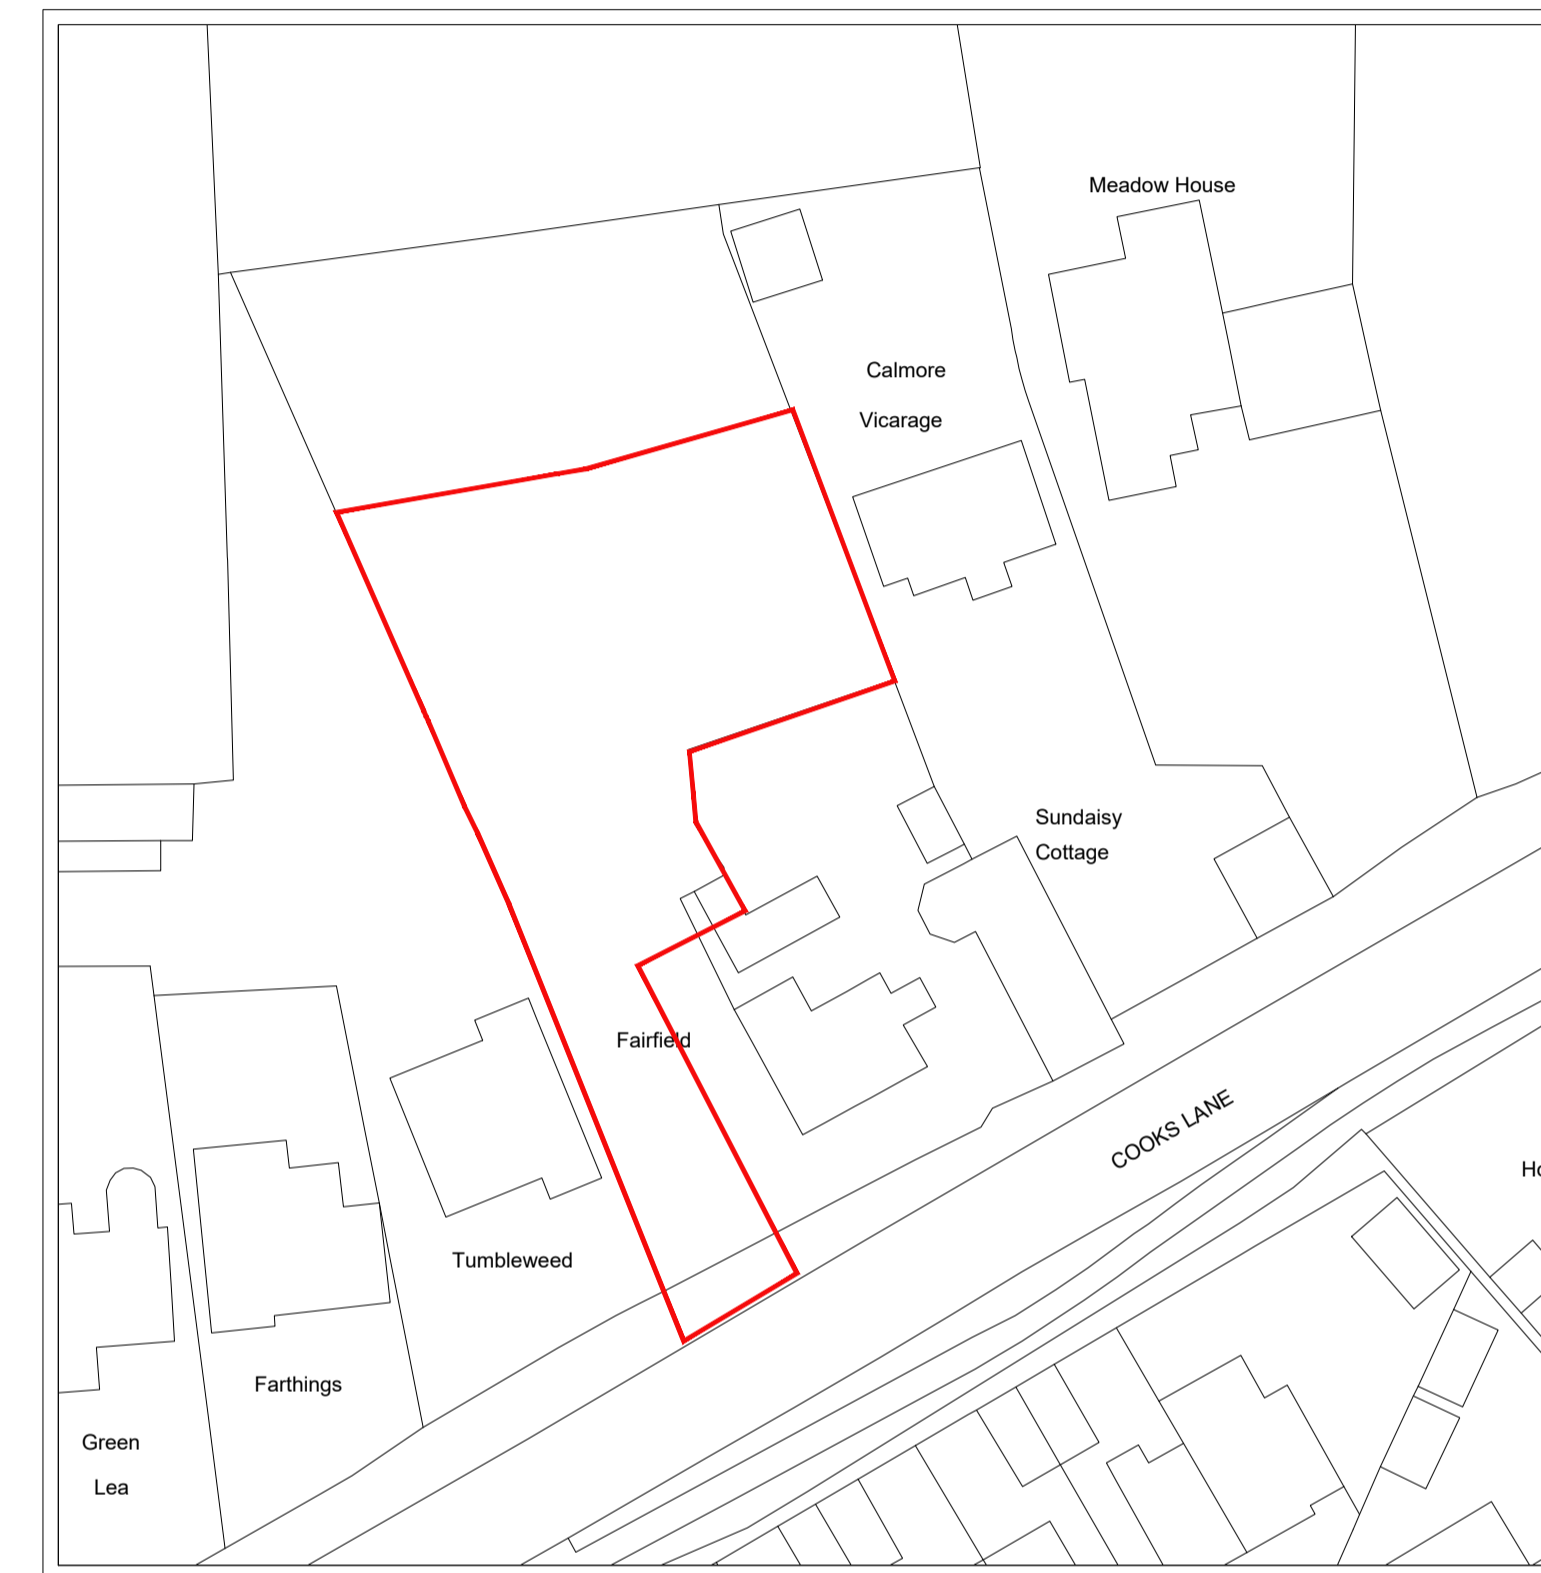 Meadow House
Calmore
Vicarage
Sundaisy
Cottage
Fairfield
COOKS LANE
Tumbleweed
Farthings
Green
Lea